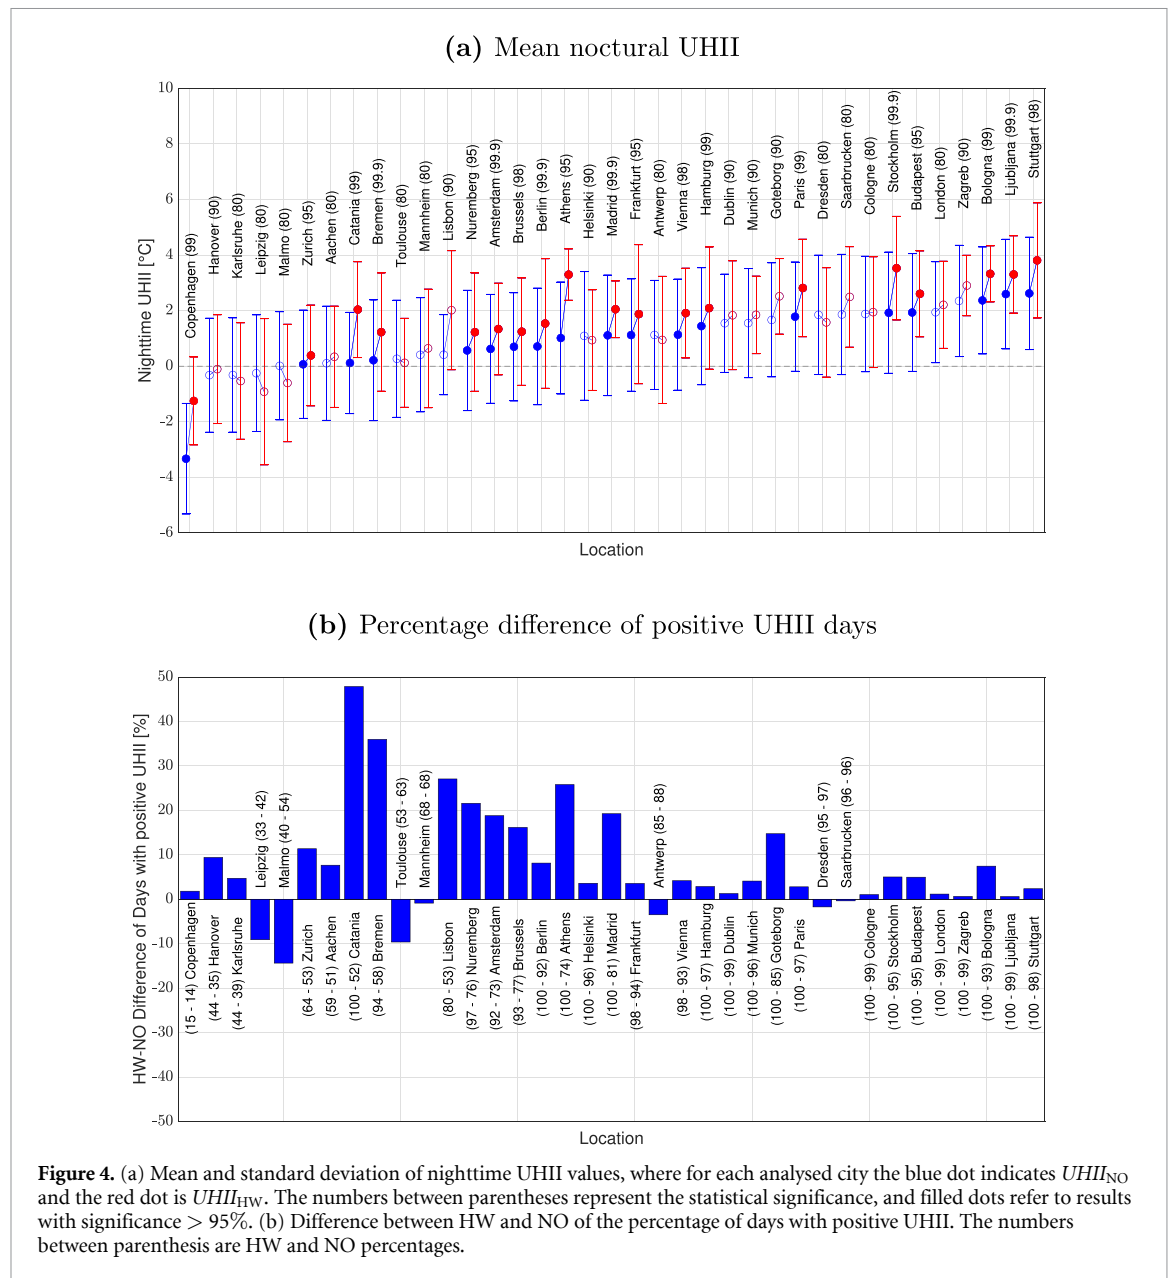 (a) Mean noctural UHII
Nighttime UHII [°C]
10
8
6
4
2
0
-2
-4
-6
Copenhagen (99)
Hanover (90)
Karlsruhe (80)
Leipzig (80)
Malmo (80)
Zurich (95)
Aachen (80)
Catania (99)
Bremen (99.9)
Toulouse (80)
Mannheim (80)
Lisbon (90)
Nuremberg (95)
Amsterdam (99.9)
Brussels (98)
Berlin (99.9)
Athens (95)
Helsinki (90)
Madrid (99.9)
Frankfurt (95)
Antwerp (80)
Vienna (98)
Hamburg (99)
Dublin (90)
Munich (90)
Goteborg (90)
Paris (99)
Dresden (80)
Saarbrucken (80)
Cologne (80)
Stockholm (99.9)
Budapest (95)
London (80)
Zagreb (90)
Bologna (99)
Ljubljana (99.9)
Stuttgart (98)
Location
(b) Percentage difference of positive UHII days
HW-NO Difference of Days with positive UHII [%]
50
40
30
20
10
0
-10
-20
-30
-40
-50
(15 - 14) Copenhagen
(44 - 35) Hanover
(44 - 39) Karlsruhe
Leipzig (33 - 42)
Malmo (40 - 54)
(64 - 53) Zurich
(59 - 51) Aachen
(100 - 52) Catania
(94 - 58) Bremen
Toulouse (53 - 63)
Mannheim (68 - 68)
(80 - 53) Lisbon
(97 - 76) Nuremberg
(92 - 73) Amsterdam
(93 - 77) Brussels
(100 - 92) Berlin
(100 - 74) Athens
(100 - 96) Helsinki
(100 - 81) Madrid
(98 - 94) Frankfurt
Antwerp (85 - 88)
(98 - 93) Vienna
(100 - 97) Hamburg
(100 - 99) Dublin
(100 - 96) Munich
(100 - 85) Goteborg
(100 - 97) Paris
Dresden (95 - 97)
Saarbrucken (96 - 96)
(100 - 99) Cologne
(100 - 95) Stockholm
(100 - 95) Budapest
(100 - 99) London
(100 - 99) Zagreb
(100 - 93) Bologna
(100 - 99) Ljubljana
(100 - 98) Stuttgart
Location
Figure 4. (a) Mean and standard deviation of nighttime UHII values, where for each analysed city the blue dot indicates UHIINO
and the red dot is UHIIHW. The numbers between parentheses represent the statistical significance, and filled dots refer to results
with significance > 95%. (b) Difference between HW and NO of the percentage of days with positive UHII. The numbers
between parenthesis are HW and NO percentages.